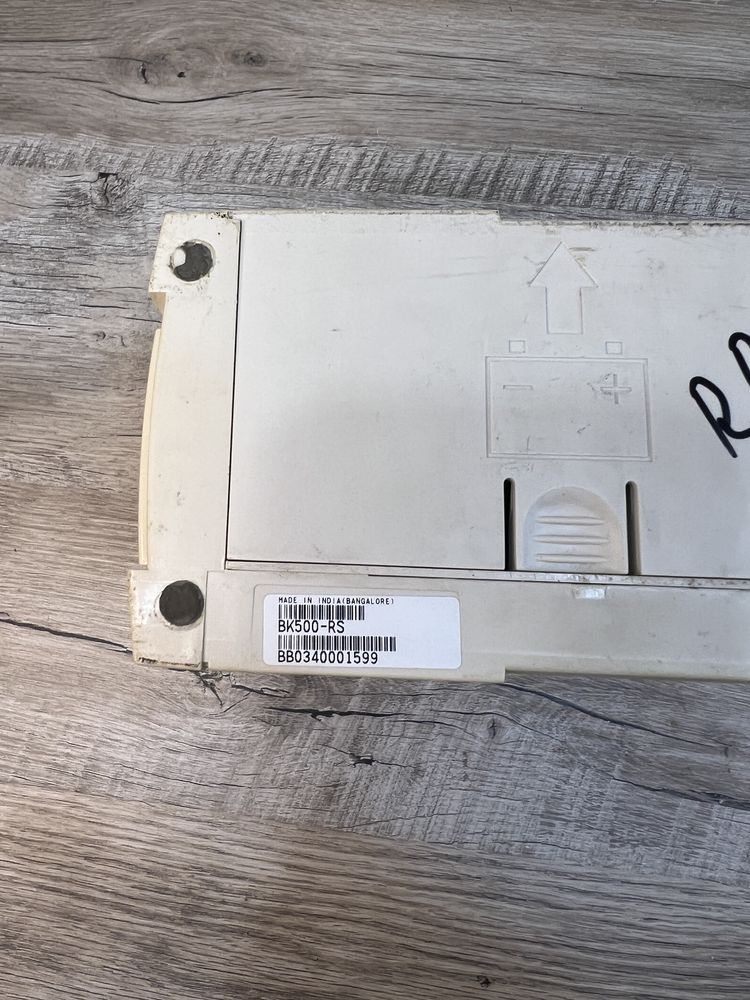 MADE IN INDIA(BANGALORE)
BK500-RS
BB0340001599